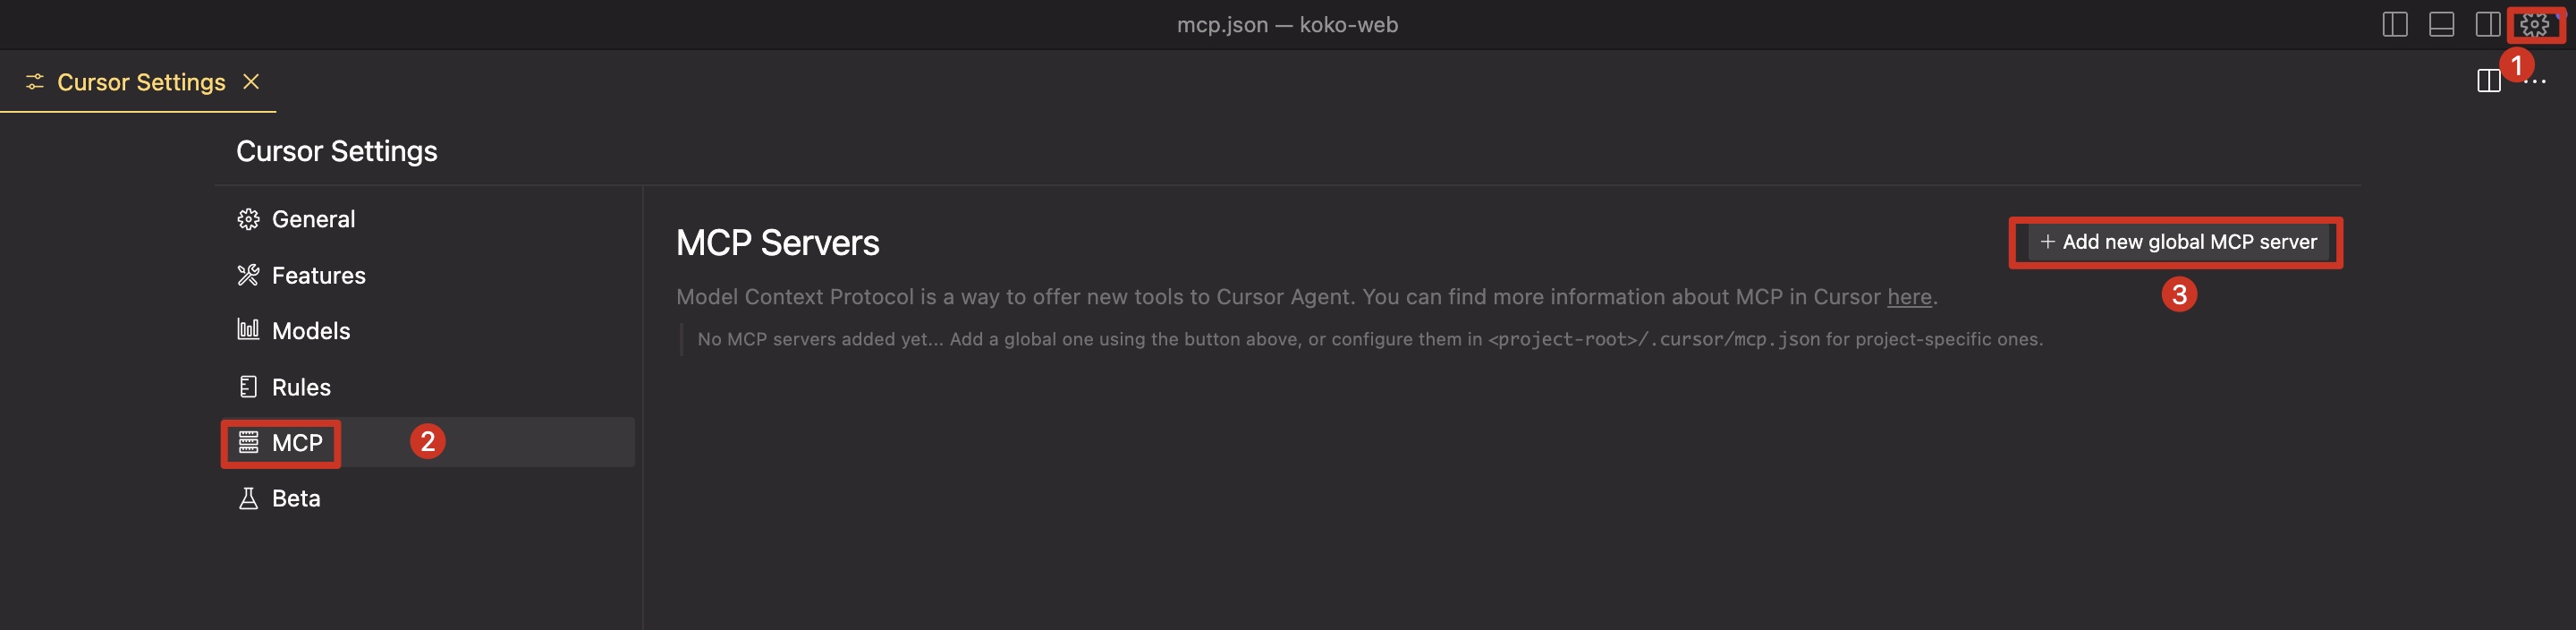 mcp.json — koko-web
Cursor Settings
1
Cursor Settings
General
Features
Models
Rules
MCP
2
Beta
MCP Servers
+ Add new global MCP server
3
Model Context Protocol is a way to offer new tools to Cursor Agent. You can find more information about MCP in Cursor here.
No MCP servers added yet... Add a global one using the button above, or configure them in <project-root>/.cursor/mcp.json for project-specific ones.